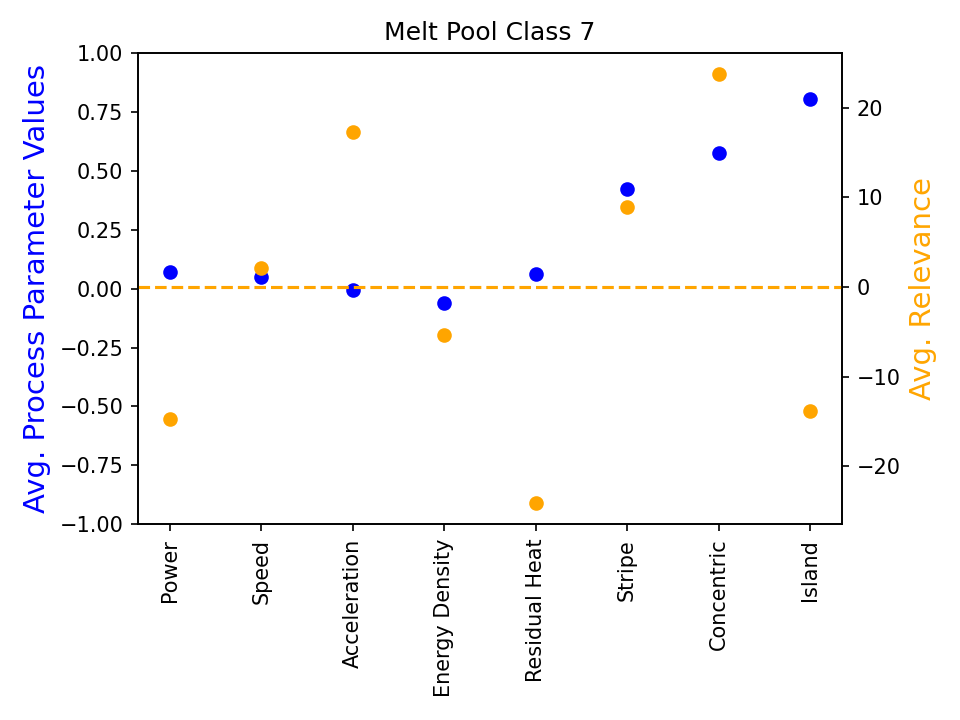 Melt Pool Class 7
Avg. Process Parameter Values
1.00
0.75
0.50
0.25
0.00
−0.25
−0.50
−0.75
−1.00
20
10
0
−10
−20
Avg. Relevance
Power
Speed
Acceleration
Energy Density
Residual Heat
Stripe
Concentric
Island